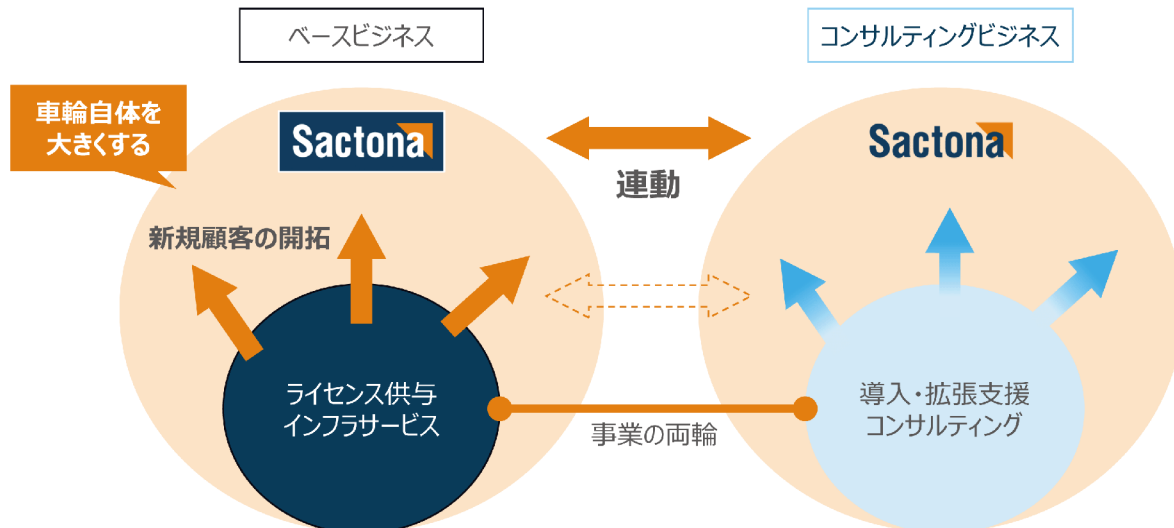 ベースビジネス
コンサルティングビジネス
車輪自体を
大きくする
Sactona
Sactona
連動
新規顧客の開拓
ライセンス供与
インフラサービス
事業の両輪
導入・拡張支援
コンサルティング